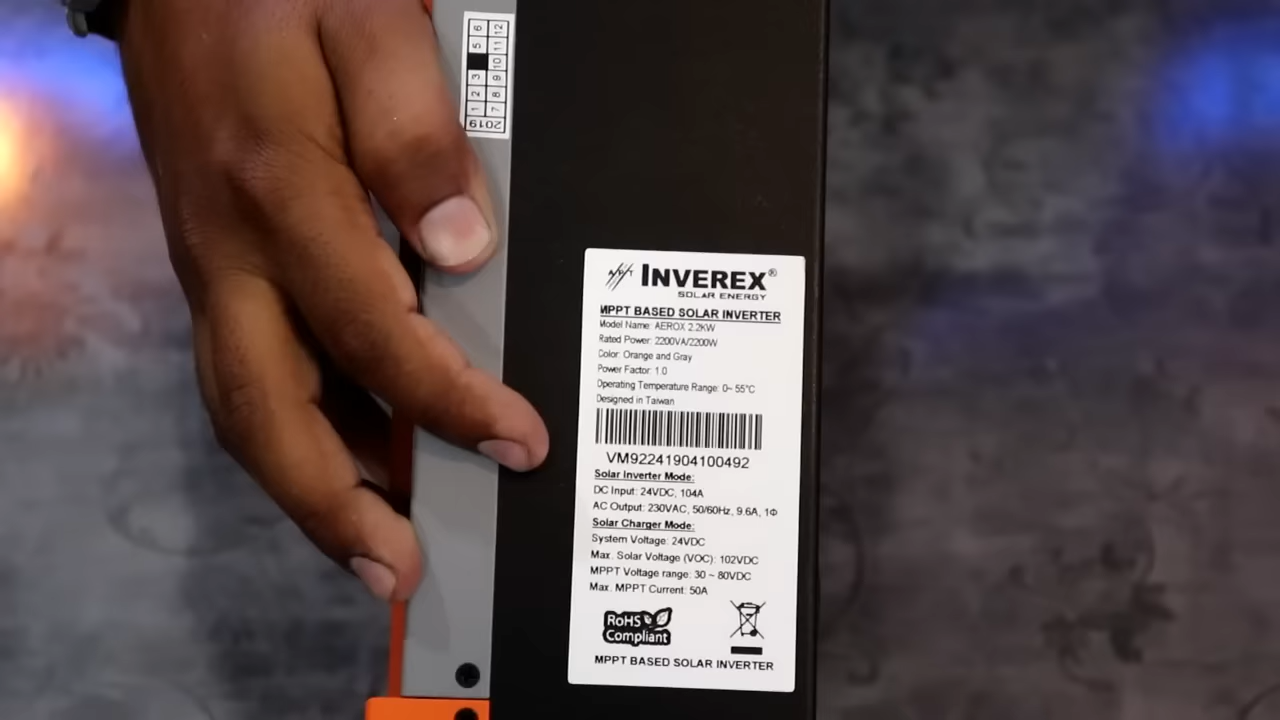 1 2 3 5 6
7 8 9 10 11 12
2019
APT INVEREX®
SOLAR ENERGY
MPPT BASED SOLAR INVERTER
Model Name: AEROX 2.2KW
Rated Power: 2200VA/2200W
Color: Orange and Gray
Power Factor: 1.0
Operating Temperature Range: 0~ 55°C
Designed in Taiwan
VM92241904100492
Solar Inverter Mode:
DC Input: 24VDC, 104A
AC Output: 230VAC, 50/60Hz, 9.6A, 1Φ
Solar Charger Mode:
System Voltage: 24VDC
Max. Solar Voltage (VOC): 102VDC
MPPT Voltage range: 30 ~ 80VDC
Max. MPPT Current: 50A
RoHS
Compliant
MPPT BASED SOLAR INVERTER